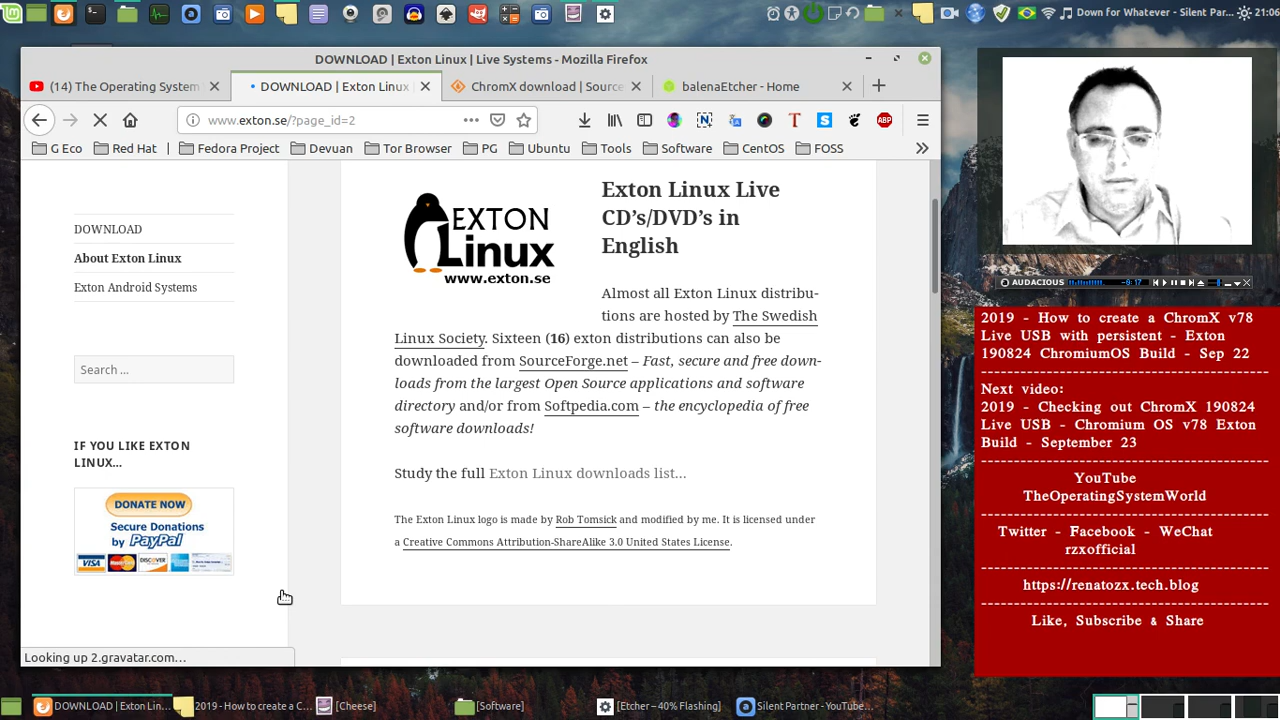 Down for Whatever - Silent Par...
21:06
DOWNLOAD | Exton Linux | Live Systems - Mozilla Firefox
(14) The Operating System
DOWNLOAD | Exton Linux |
ChromX download | Source
balenaEtcher - Home
www.exton.se/?page_id=2
G Eco
Red Hat
|
Fedora Project
Devuan
Tor Browser
PG
Ubuntu
Tools
Software
CentOS
FOSS
DOWNLOAD
About Exton Linux
Exton Android Systems
Search ...
IF YOU LIKE EXTON
LINUX...
DONATE NOW
Secure Donations
by PayPal
VISA MasterCard DISCOVER
EXTON
Linux
www.exton.se
Exton Linux Live
CD's/DVD's in
English
Almost all Exton Linux distribu-
tions are hosted by The Swedish
Linux Society. Sixteen (16) exton distributions can also be
downloaded from SourceForge.net – Fast, secure and free down-
loads from the largest Open Source applications and software
directory and/or from Softpedia.com – the encyclopedia of free
software downloads!
Study the full Exton Linux downloads list...
The Exton Linux logo is made by Rob Tomsick and modified by me. It is licensed under
a Creative Commons Attribution-ShareAlike 3.0 United States License.
Looking up 2.gravatar.com...
AUDACIOUS
-0:17
2019 - How to create a ChromX v78
Live USB with persistent - Exton
190824 ChromiumOS Build - Sep 22
Next video:
2019 - Checking out ChromX 190824
Live USB - Chromium OS v78 Exton
Build - September 23
YouTube
TheOperatingSystemWorld
Twitter - Facebook - WeChat
rzxofficial
https://renatozx.tech.blog
Like, Subscribe & Share
DOWNLOAD | Exton Lin...
2019 - How to create a C...
[Cheese]
[Software]
[Etcher – 40% Flashing]
Silent Partner - YouTube...